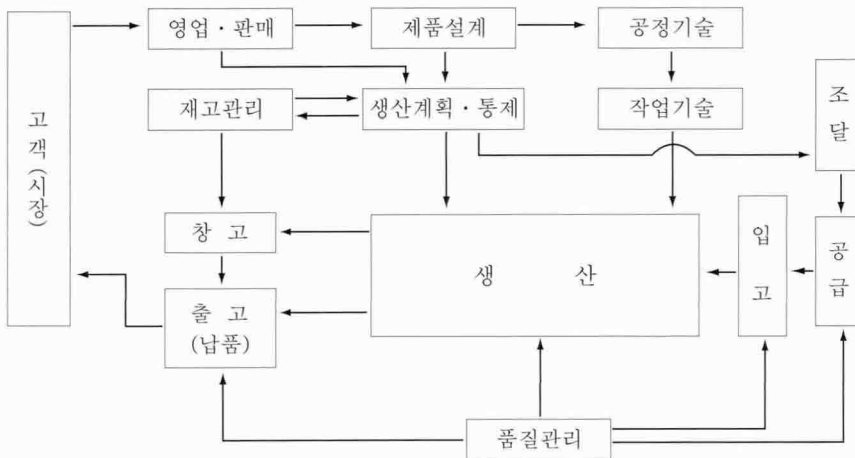 영업·판매
제품설계
공정기술
고객(시장)
재고관리
생산계획·통제
작업기술
조달
창 고
생 산
입고
공급
출 고
(납품)
품질관리